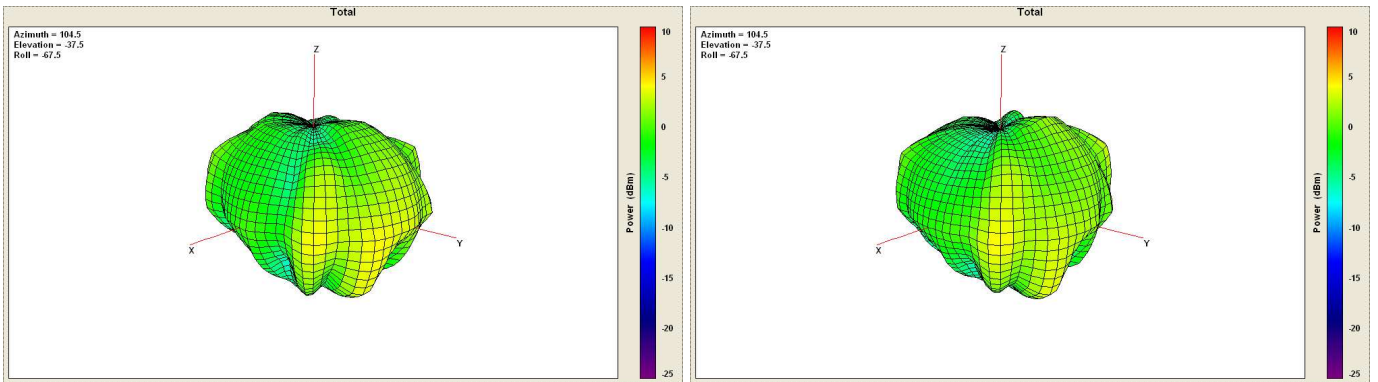 Total
Azimuth = 104.5
Elevation = -37.5
Roll = -67.5
Z
X
Y
10
5
0
-5
-10
-15
-20
-25
Power (dBm)
Total
Azimuth = 104.5
Elevation = -37.5
Roll = -67.5
Z
X
Y
10
5
0
-5
-10
-15
-20
-25
Power (dBm)